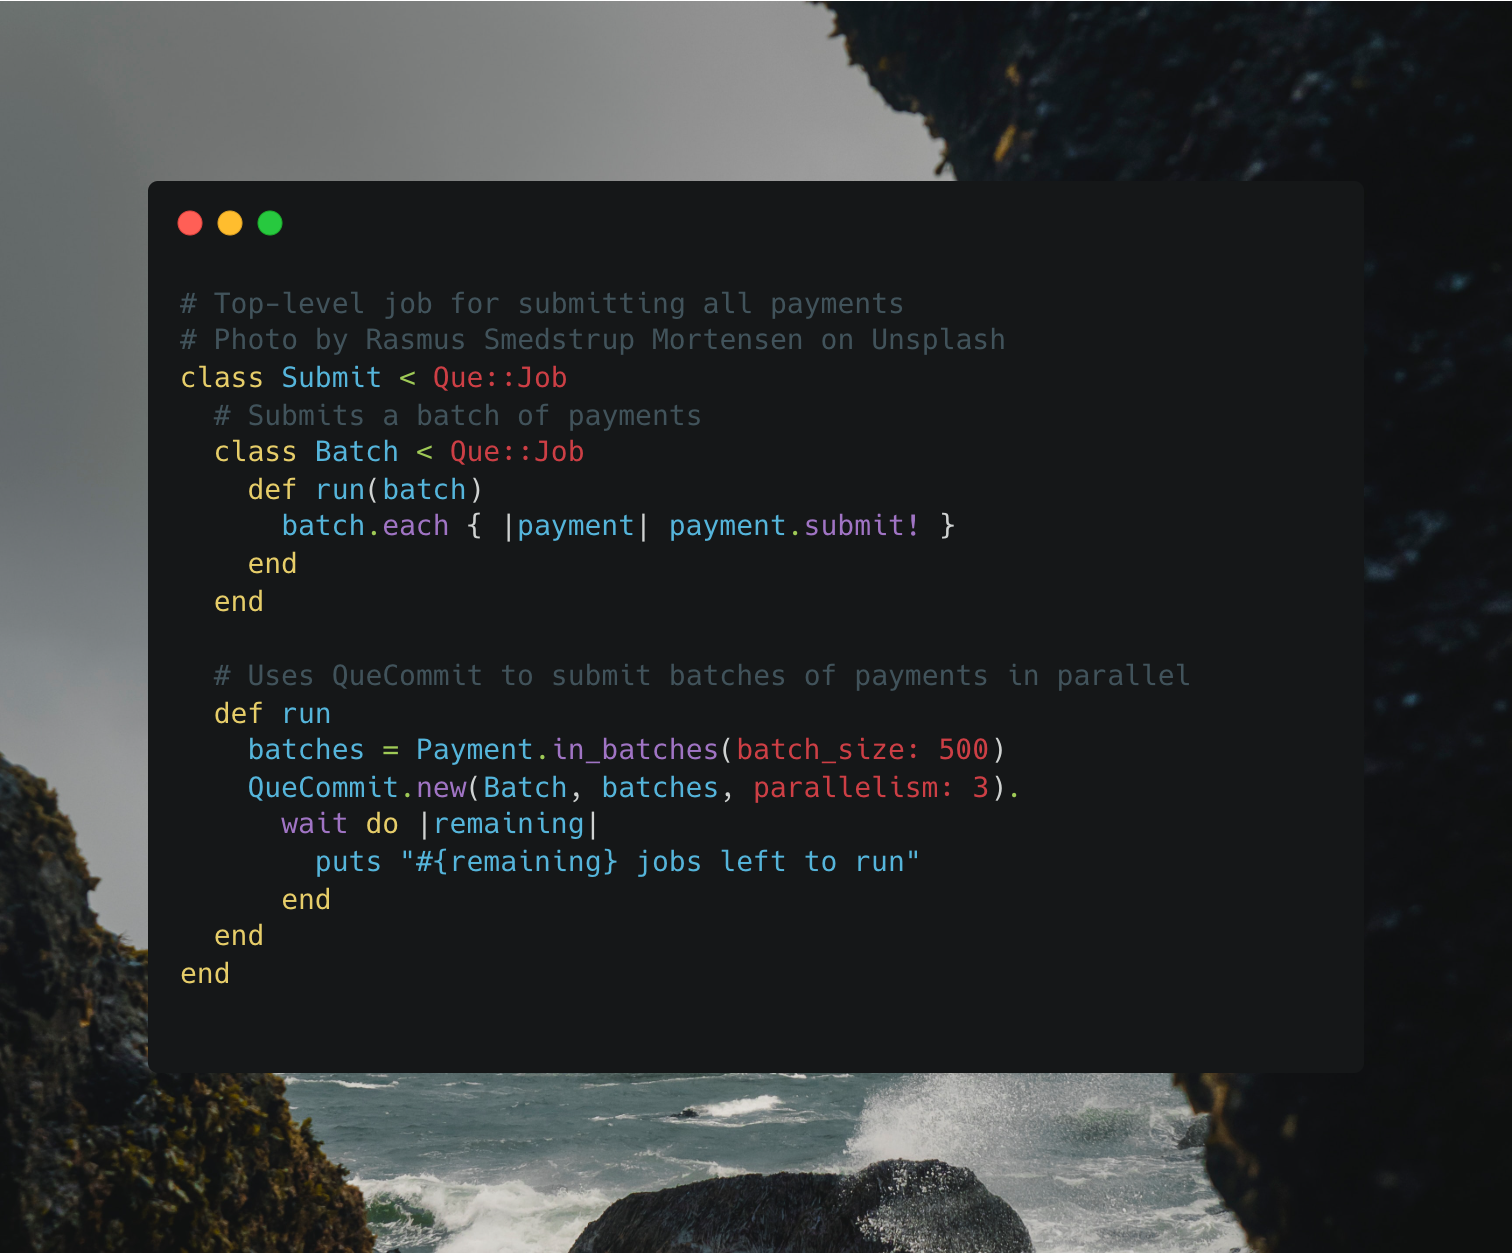 # Top-level job for submitting all payments
# Photo by Rasmus Smedstrup Mortensen on Unsplash
class Submit < Que::Job
  # Submits a batch of payments
  class Batch < Que::Job
    def run(batch)
      batch.each { |payment| payment.submit! }
    end
  end

  # Uses QueCommit to submit batches of payments in parallel
  def run
    batches = Payment.in_batches(batch_size: 500)
    QueCommit.new(Batch, batches, parallelism: 3).
      wait do |remaining|
        puts "#{remaining} jobs left to run"
      end
  end
end